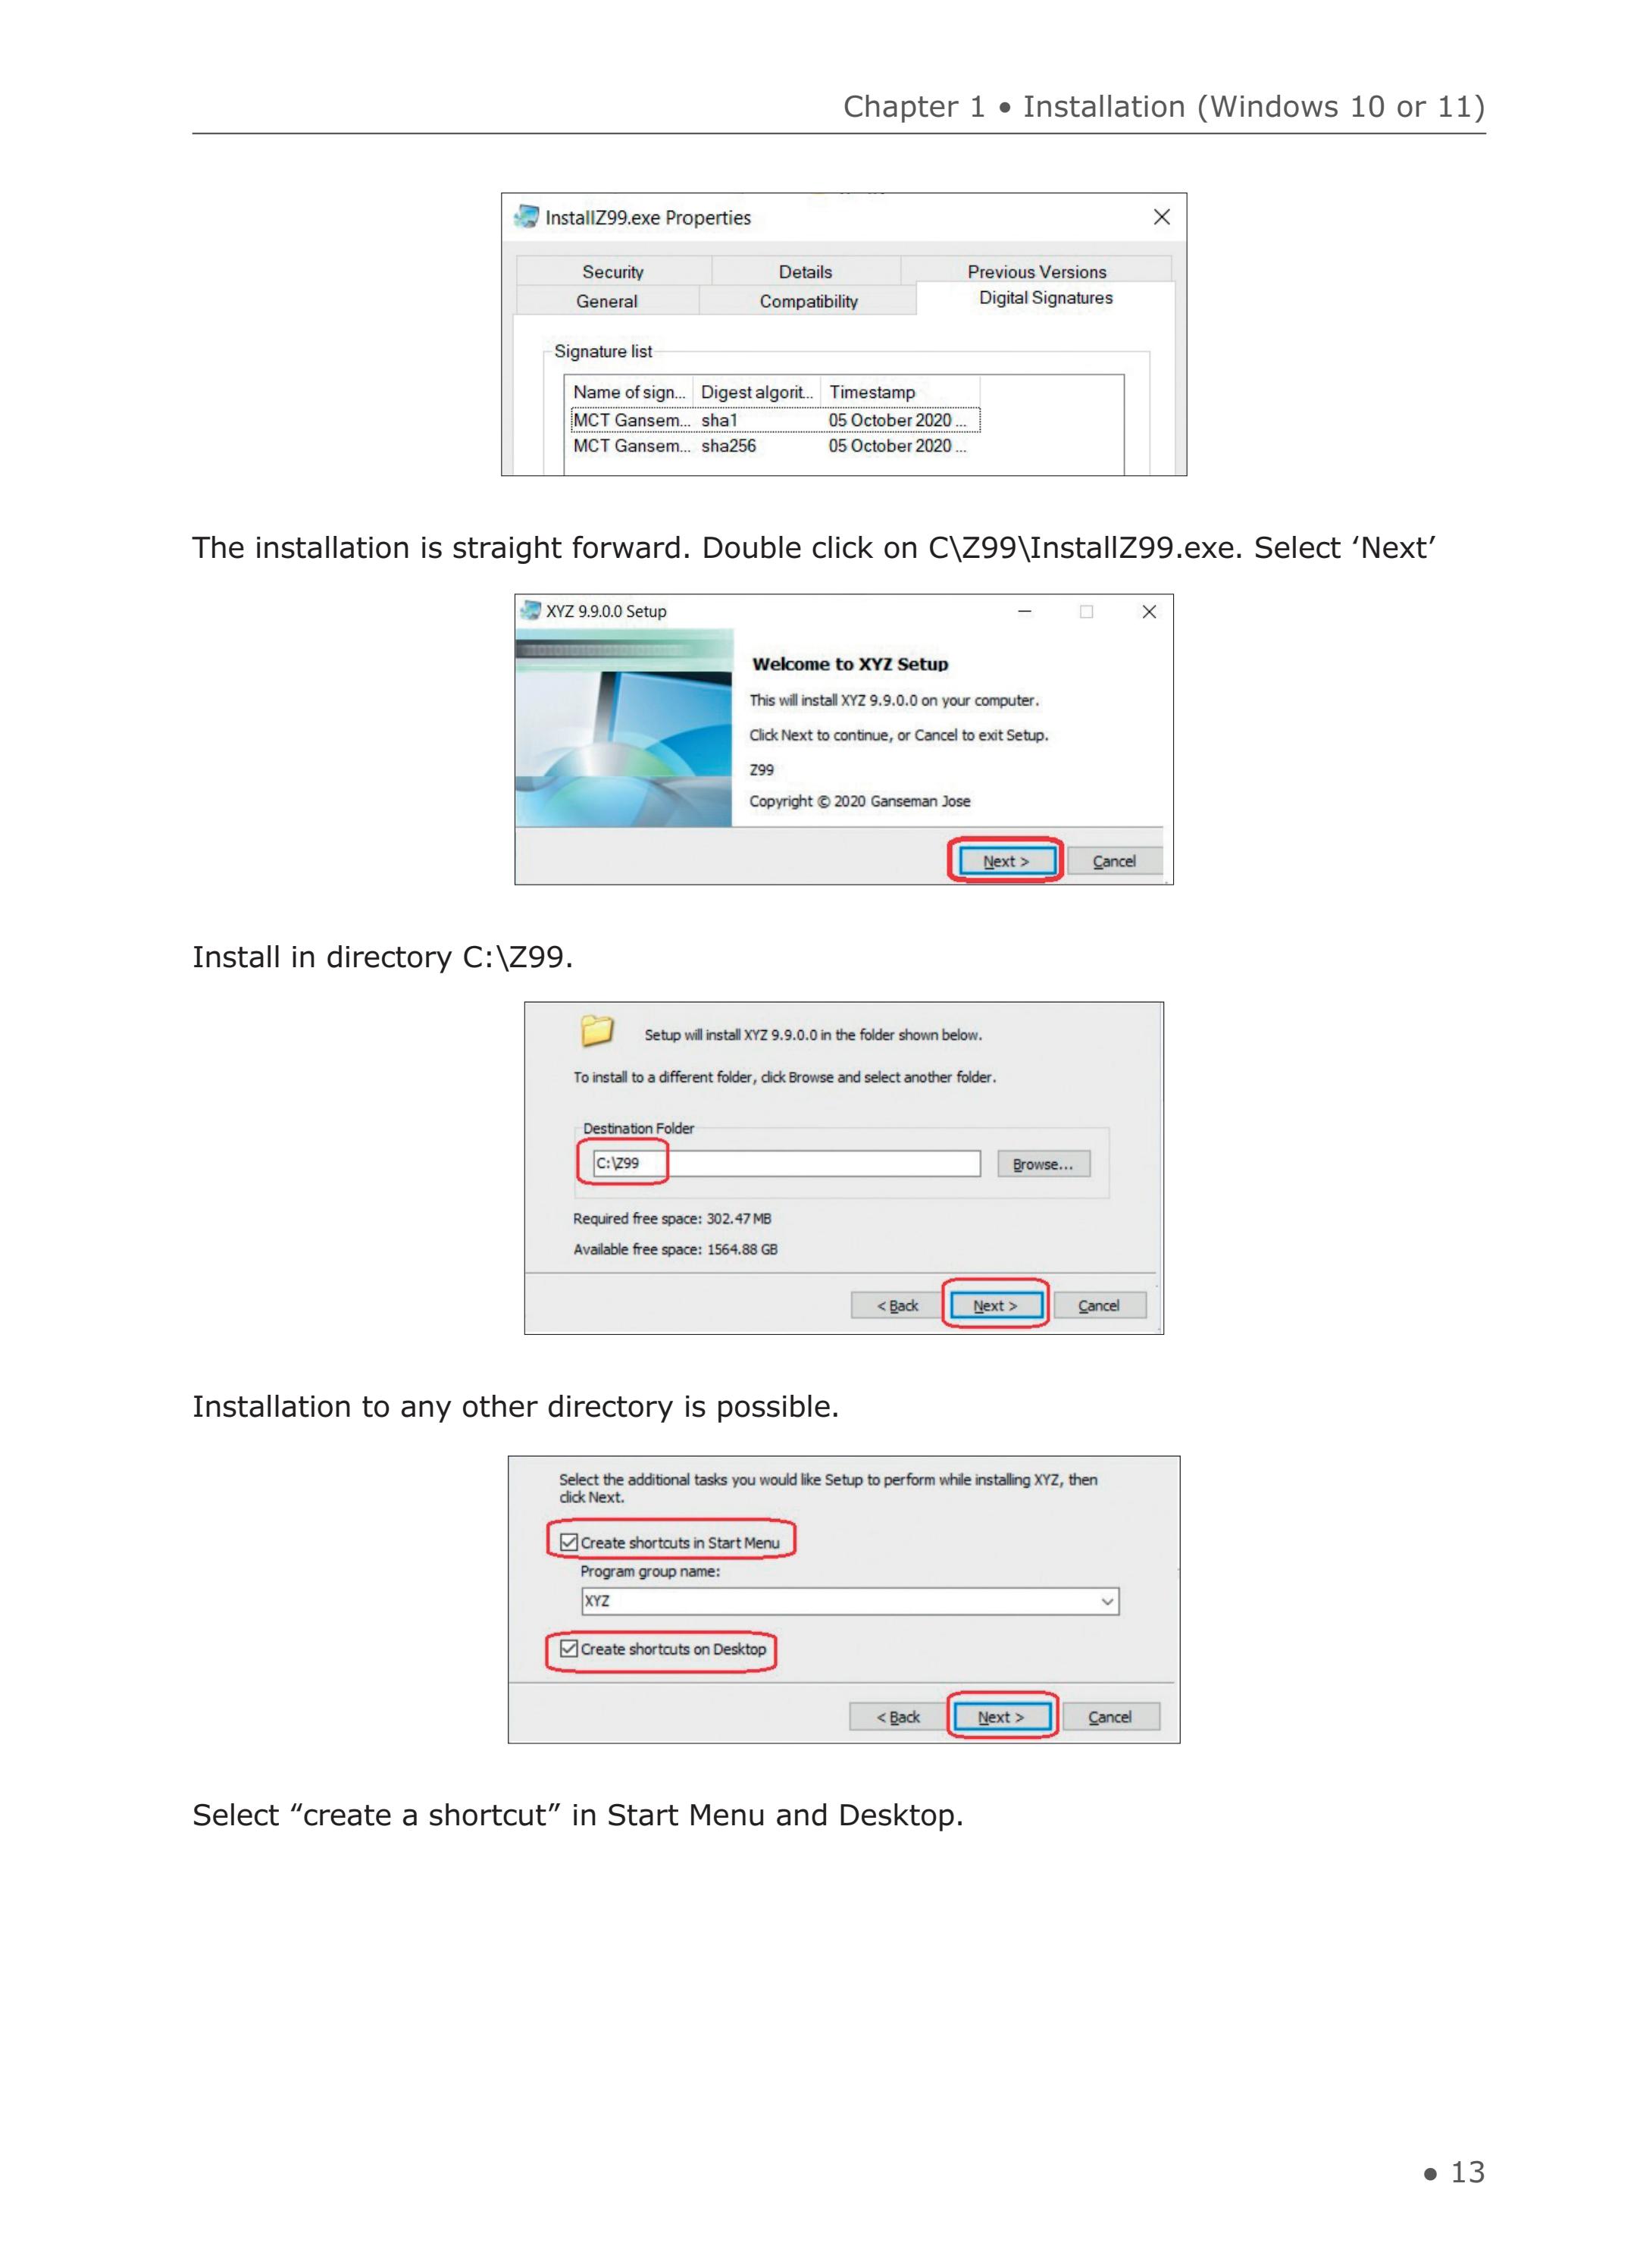 Chapter 1 • Installation (Windows 10 or 11)
InstallZ99.exe Properties
Security Details Previous Versions
General Compatibility Digital Signatures
Signature list
Name of sign... Digest algorit... Timestamp
MCT Gansem... sha1 05 October 2020 ...
MCT Gansem... sha256 05 October 2020 ...
The installation is straight forward. Double click on C\Z99\InstallZ99.exe. Select ‘Next’
XYZ 9.9.0.0 Setup
Welcome to XYZ Setup
This will install XYZ 9.9.0.0 on your computer.
Click Next to continue, or Cancel to exit Setup.
Z99
Copyright © 2020 Ganseman Jose
Next > Cancel
Install in directory C:\Z99.
Setup will install XYZ 9.9.0.0 in the folder shown below.
To install to a different folder, click Browse and select another folder.
Destination Folder
C:\Z99 Browse...
Required free space: 302.47 MB
Available free space: 1564.88 GB
< Back Next > Cancel
Installation to any other directory is possible.
Select the additional tasks you would like Setup to perform while installing XYZ, then
click Next.
Create shortcuts in Start Menu
Program group name:
XYZ
Create shortcuts on Desktop
< Back Next > Cancel
Select “create a shortcut” in Start Menu and Desktop.
• 13